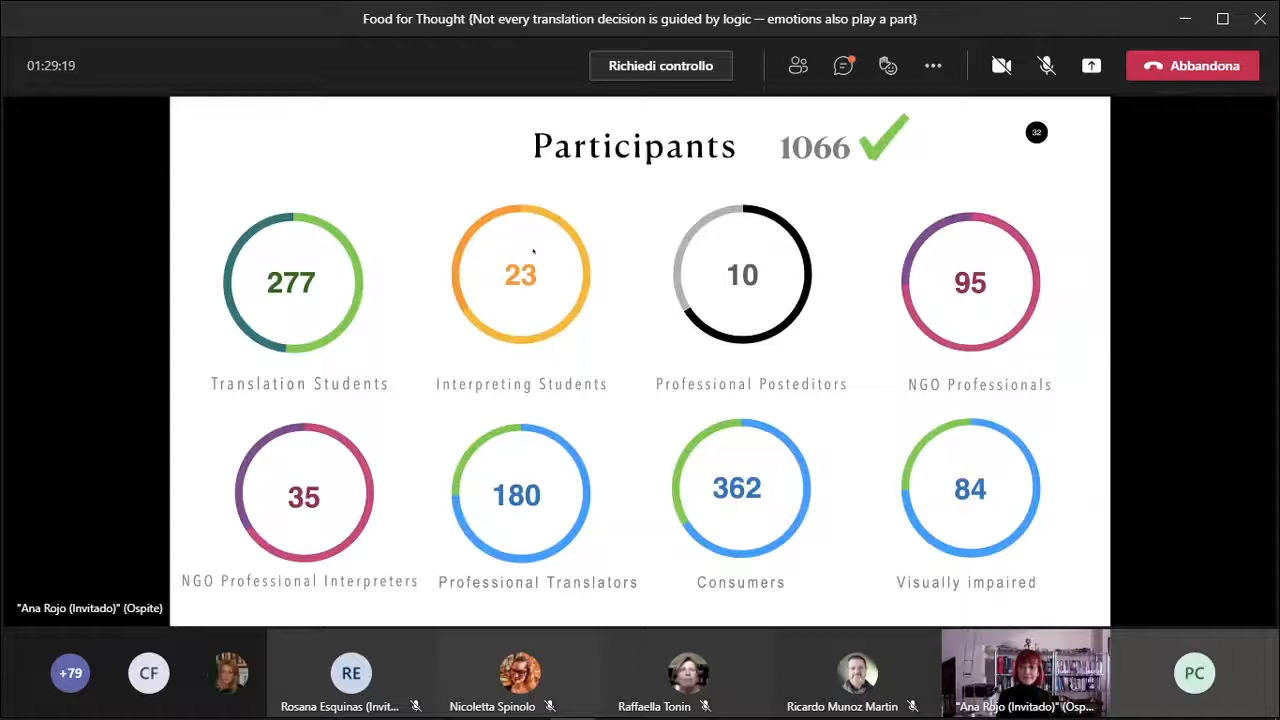 Food for Thought {Not every translation decision is guided by logic — emotions also play a part}
01:29:19
Richiedi controllo
Abbandona
Participants 1066
32
277
23
10
95
Translation Students
Interpreting Students
Professional Posteditors
NGO Professionals
35
180
362
84
NGO Professional Interpreters
Professional Translators
Consumers
Visually impaired
"Ana Rojo (Invitado)" (Ospite)
+79
CF
RE
PC
Rosana Esquinas (Invit...
Nicoletta Spinolo
Raffaella Tonin
Ricardo Munoz Martin
"Ana Rojo (Invitado)" (Osp...